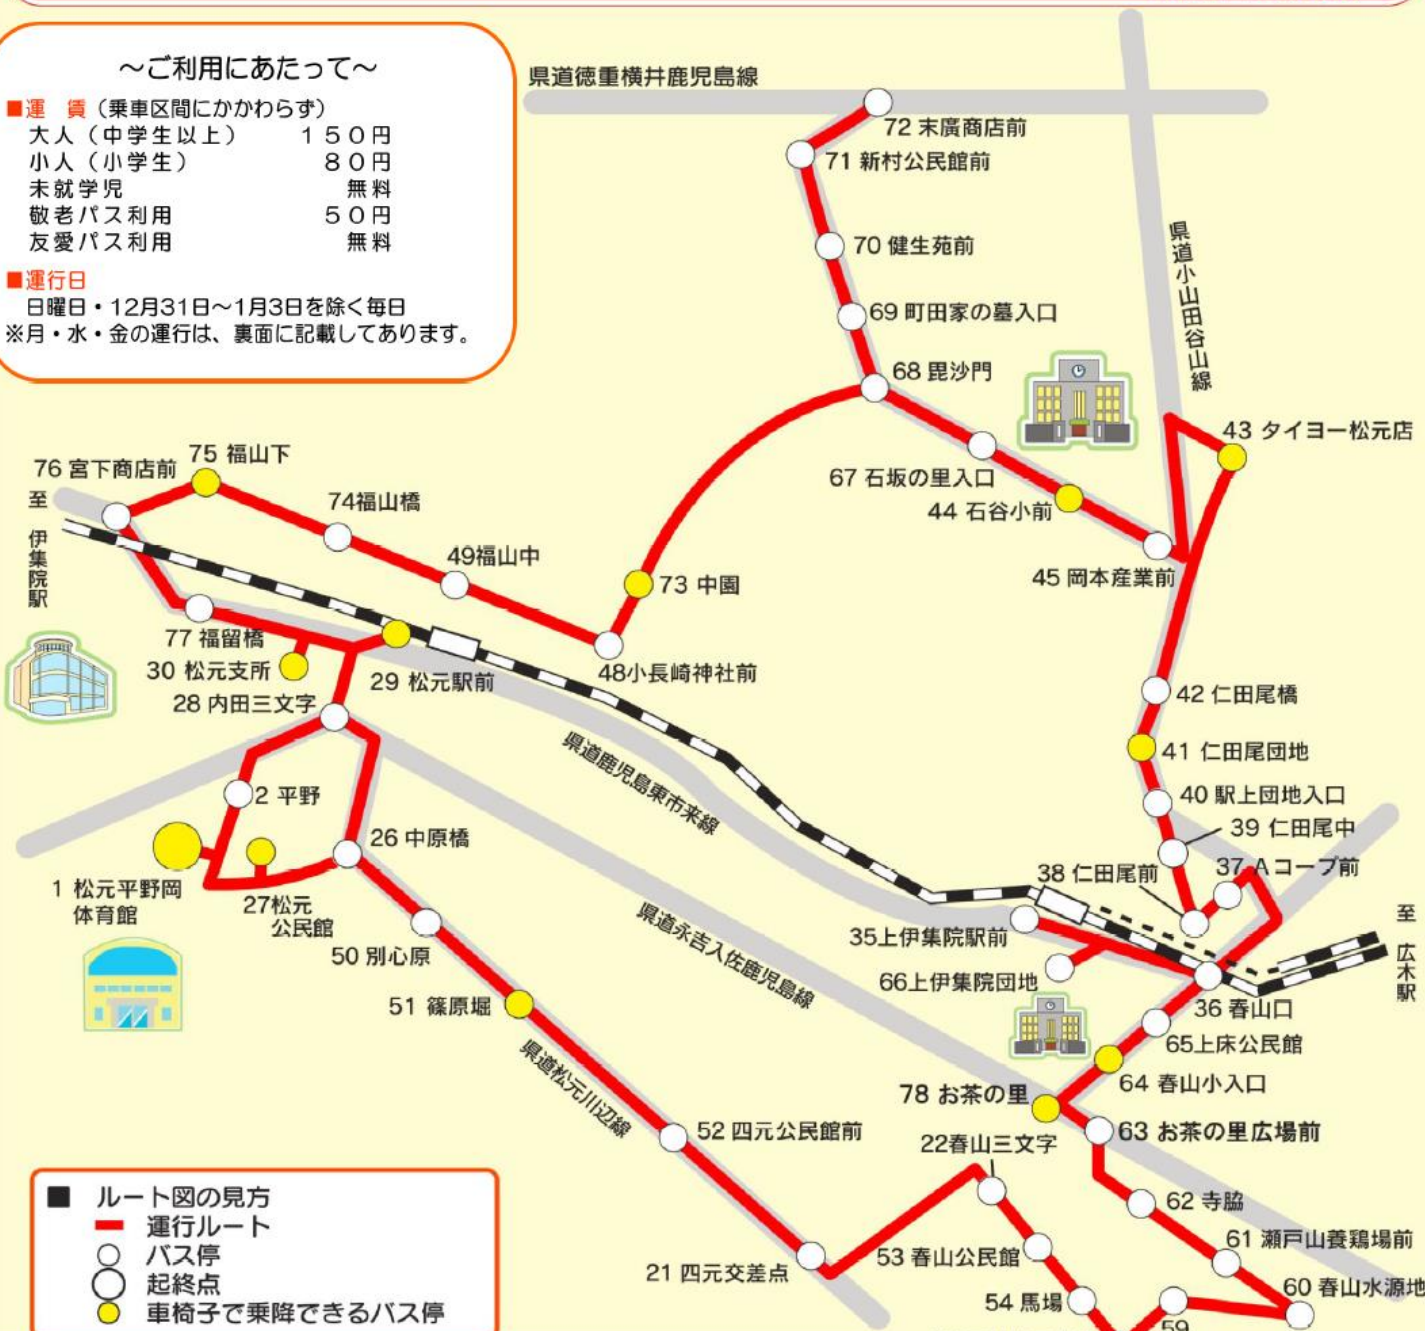 ～ご利用にあたって～
■運　賃（乗車区間にかかわらず）
大人（中学生以上）　　１５０円
小人（小学生）　　８０円
未就学児　　無料
敬老パス利用　　５０円
友愛パス利用　　無料
■運行日
日曜日・12月31日～1月3日を除く毎日
※月・水・金の運行は、裏面に記載してあります。
県道徳重横井鹿児島線
72 末廣商店前
71 新村公民館前
70 健生苑前
69 町田家の墓入口
68 毘沙門
県道小山田谷山線
43 タイヨー松元店
67 石坂の里入口
44 石谷小前
45 岡本産業前
76 宮下商店前
75 福山下
74福山橋
49福山中
73 中園
48小長崎神社前
至 伊集院駅
77 福留橋
30 松元支所
29 松元駅前
28 内田三文字
42 仁田尾橋
41 仁田尾団地
40 駅上団地入口
39 仁田尾中
38 仁田尾前
37 Aコープ前
県道鹿児島東市来線
2 平野
26 中原橋
1 松元平野岡
体育館
27松元
公民館
50 別心原
51 篠原堀
県道永吉入佐鹿児島線
35上伊集院駅前
66上伊集院団地
至 広木駅
36 春山口
65上床公民館
64 春山小入口
78 お茶の里
63 お茶の里広場前
県道松元川辺線
52 四元公民館前
22春山三文字
62 寺脇
61 瀬戸山養鶏場前
53 春山公民館
21 四元交差点
60 春山水源地
54 馬場
59
■　ルート図の見方
運行ルート
バス停
起終点
車椅子で乗降できるバス停